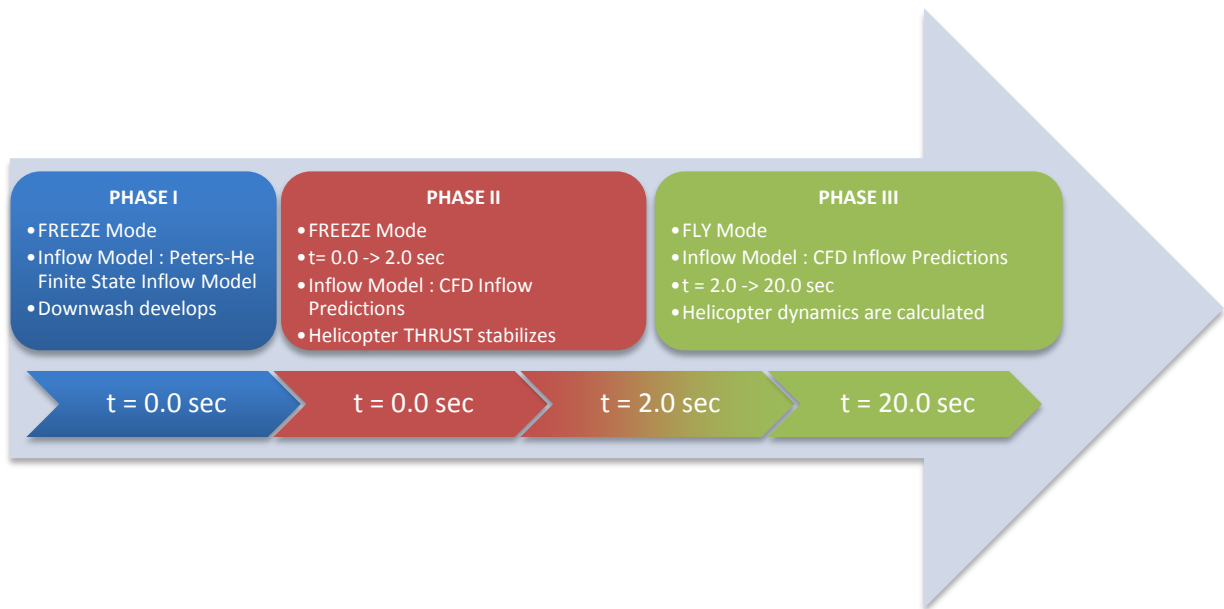 PHASE I
•FREEZE Mode
•Inflow Model : Peters-He
Finite State Inflow Model
•Downwash develops
PHASE II
•FREEZE Mode
•t= 0.0 -> 2.0 sec
•Inflow Model : CFD Inflow
Predictions
•Helicopter THRUST stabilizes
PHASE III
•FLY Mode
•Inflow Model : CFD Inflow Predictions
•t = 2.0 -> 20.0 sec
•Helicopter dynamics are calculated
t = 0.0 sec
t = 0.0 sec
t = 2.0 sec
t = 20.0 sec